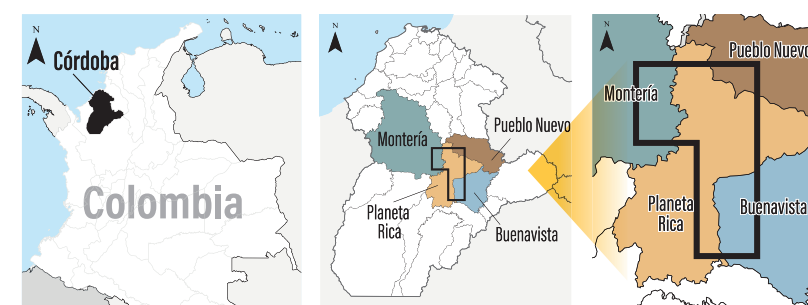 N
Córdoba
Colombia
N
Montería
Pueblo Nuevo
Planeta
Rica
Buenavista
N
Pueblo Nuevo
Montería
Planeta
Rica
Buenavista